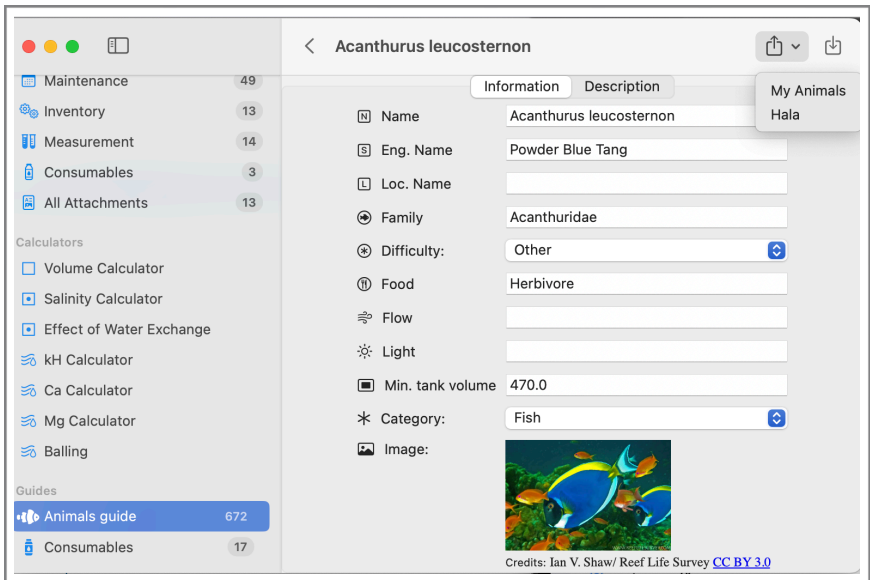 Acanthurus leucosternon
Maintenance 49
Inventory 13
Measurement 14
Consumables 3
All Attachments 13
Calculators
Volume Calculator
Salinity Calculator
Effect of Water Exchange
kH Calculator
Ca Calculator
Mg Calculator
Balling
Guides
Animals guide 672
Consumables 17
Information Description
My Animals
Hala
N Name Acanthurus leucosternon
S Eng. Name Powder Blue Tang
L Loc. Name
Family Acanthuridae
Difficulty: Other
Food Herbivore
Flow
Light
Min. tank volume 470.0
Category: Fish
Image:
Credits: Ian V. Shaw/ Reef Life Survey CC BY 3.0